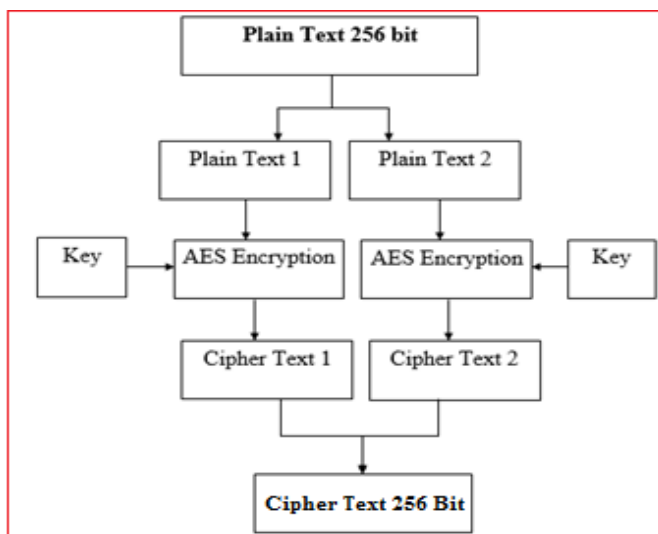 Plain Text 256 bit
Plain Text 1
Plain Text 2
Key
AES Encryption
AES Encryption
Key
Cipher Text 1
Cipher Text 2
Cipher Text 256 Bit